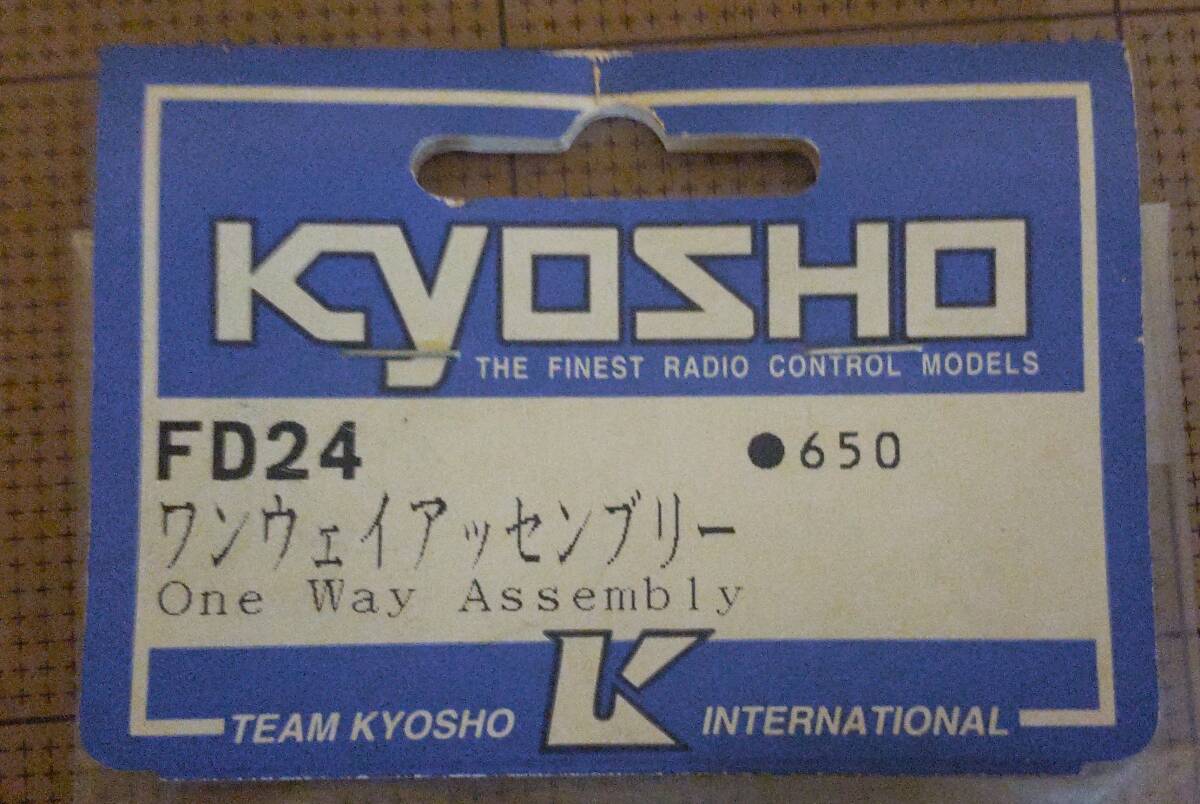 KYOSHO
THE FINEST RADIO CONTROL MODELS
FD24 ●650
ワンウェイアッセンブリー
One Way Assembly
TEAM KYOSHO K INTERNATIONAL